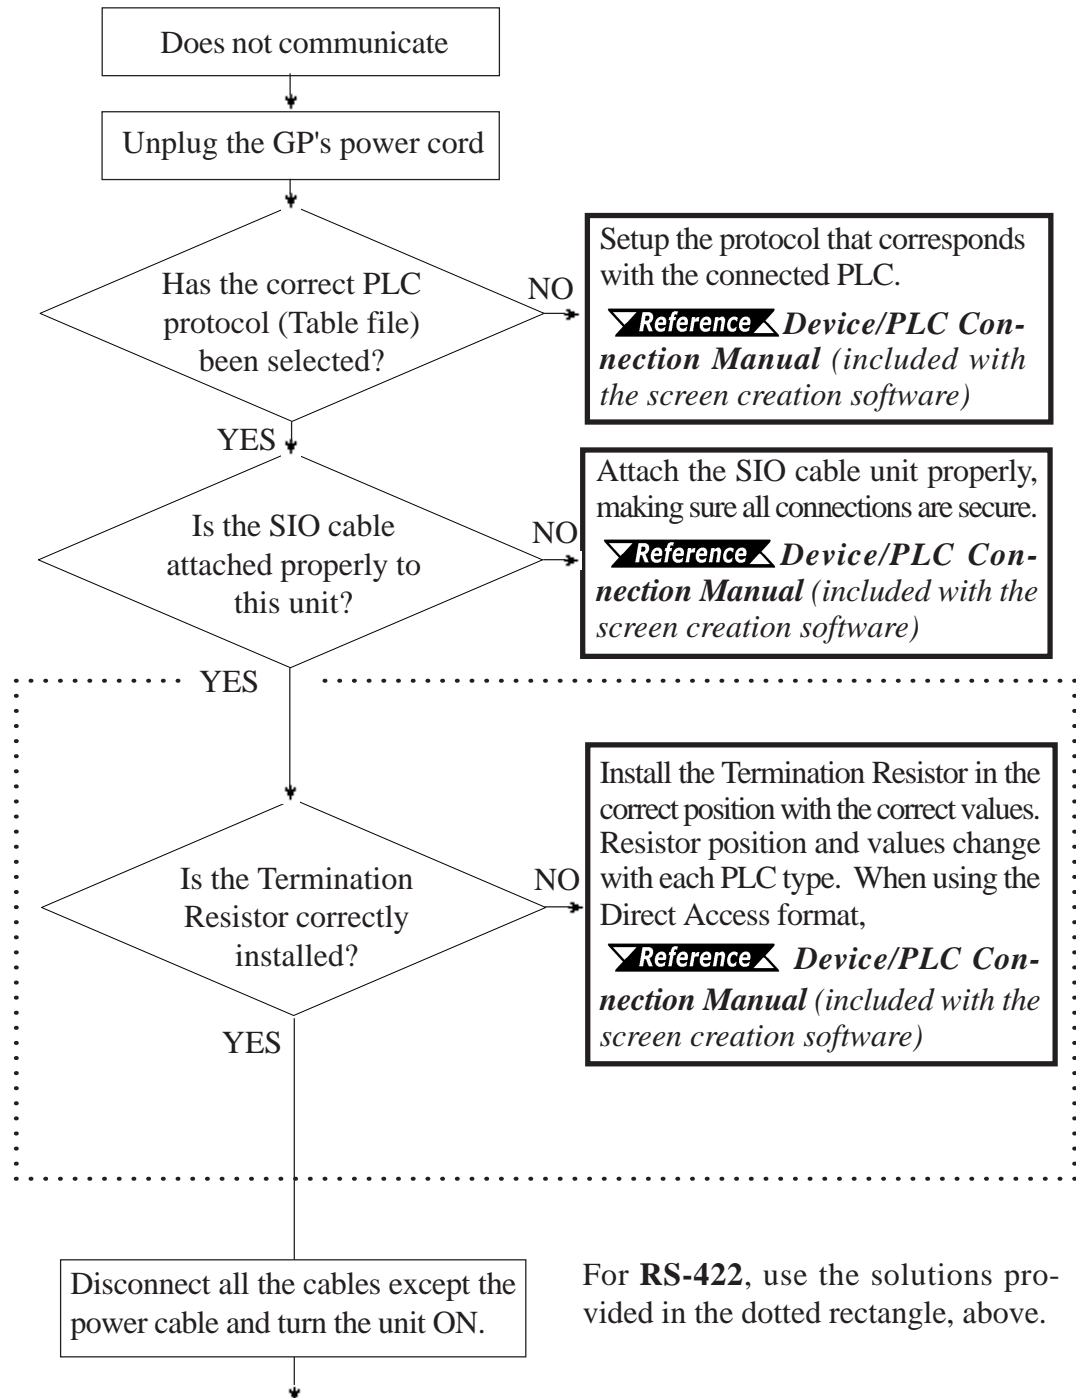 Does not communicate
Unplug the GP's power cord
Has the correct PLC
protocol (Table file)
been selected?
NO
Setup the protocol that corresponds
with the connected PLC.
Reference Device/PLC Con-
nection Manual (included with
the screen creation software)
YES
Is the SIO cable
attached properly to
this unit?
NO
Attach the SIO cable unit properly,
making sure all connections are secure.
Reference Device/PLC Con-
nection Manual (included with the
screen creation software)
YES
Is the Termination
Resistor correctly
installed?
NO
Install the Termination Resistor in the
correct position with the correct values.
Resistor position and values change
with each PLC type. When using the
Direct Access format,
Reference Device/PLC Con-
nection Manual (included with the
screen creation software)
YES
Disconnect all the cables except the
power cable and turn the unit ON.
For RS-422, use the solutions pro-
vided in the dotted rectangle, above.